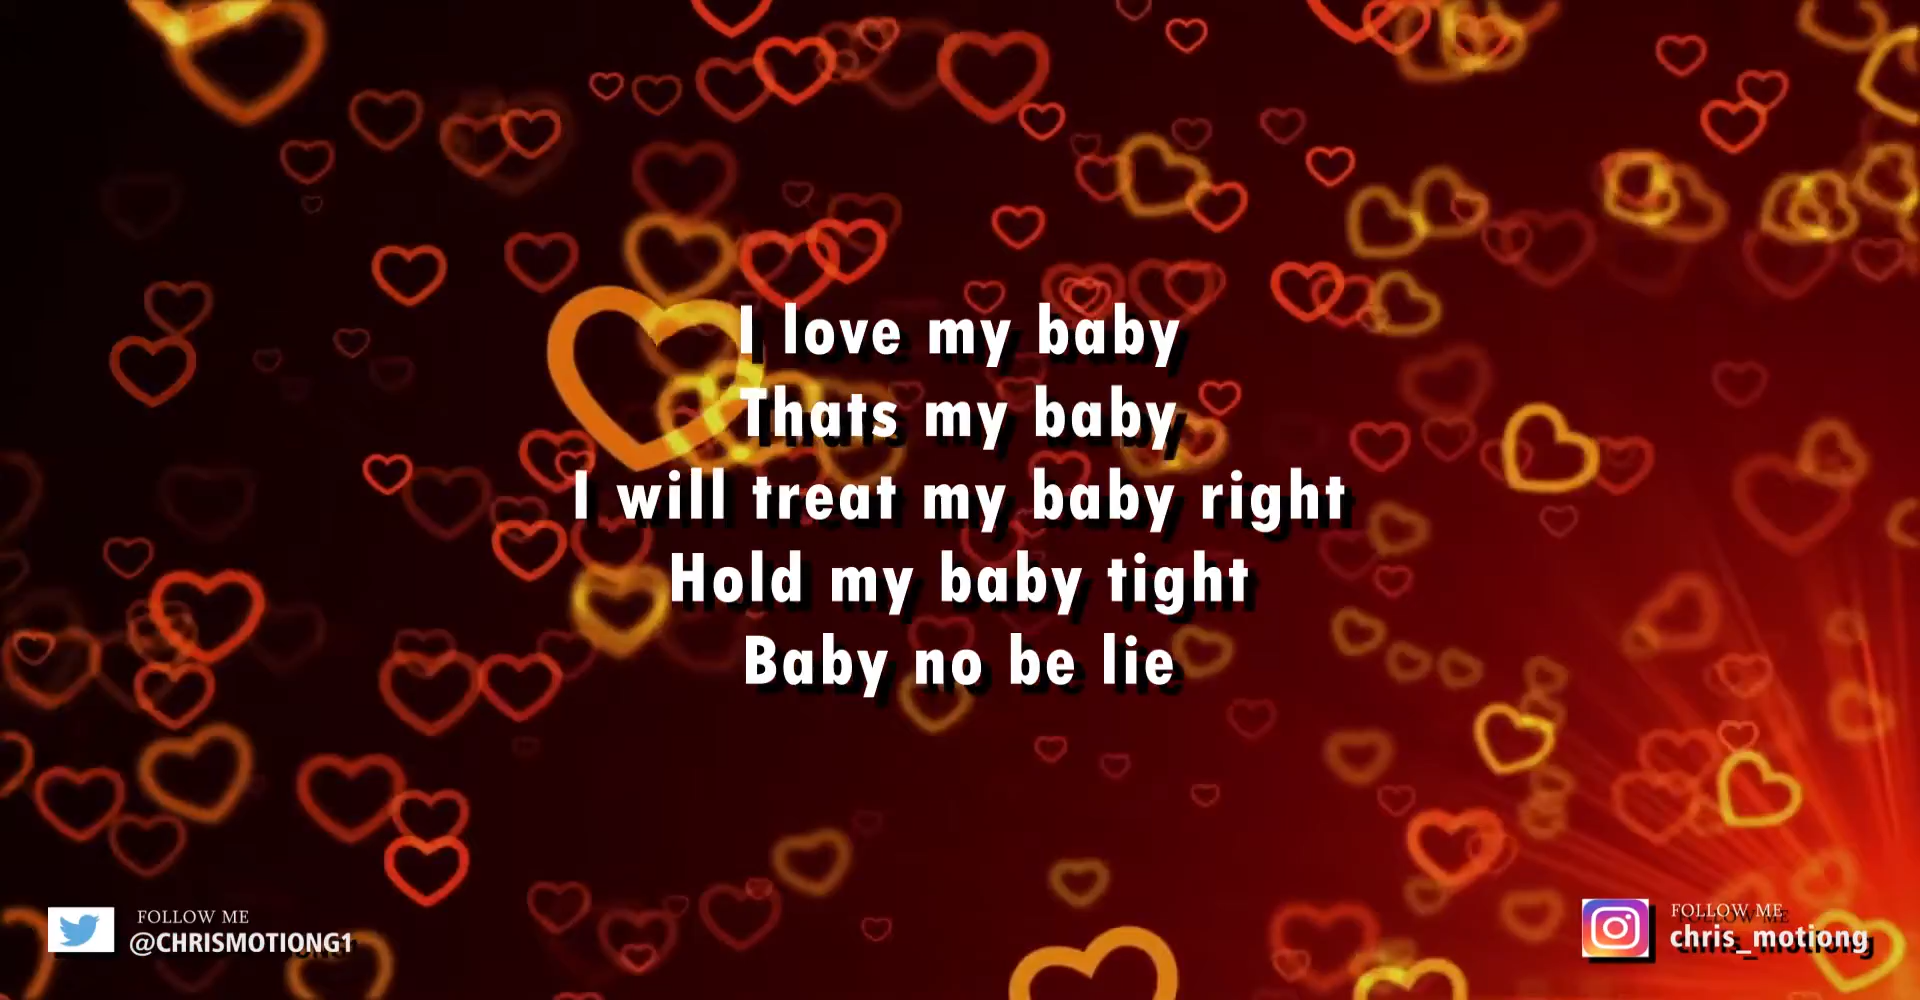 I love my baby
Thats my baby
I will treat my baby right
Hold my baby tight
Baby no be lie
FOLLOW ME
@CHRISMOTIONG1
FOLLOW ME
chris_motiong